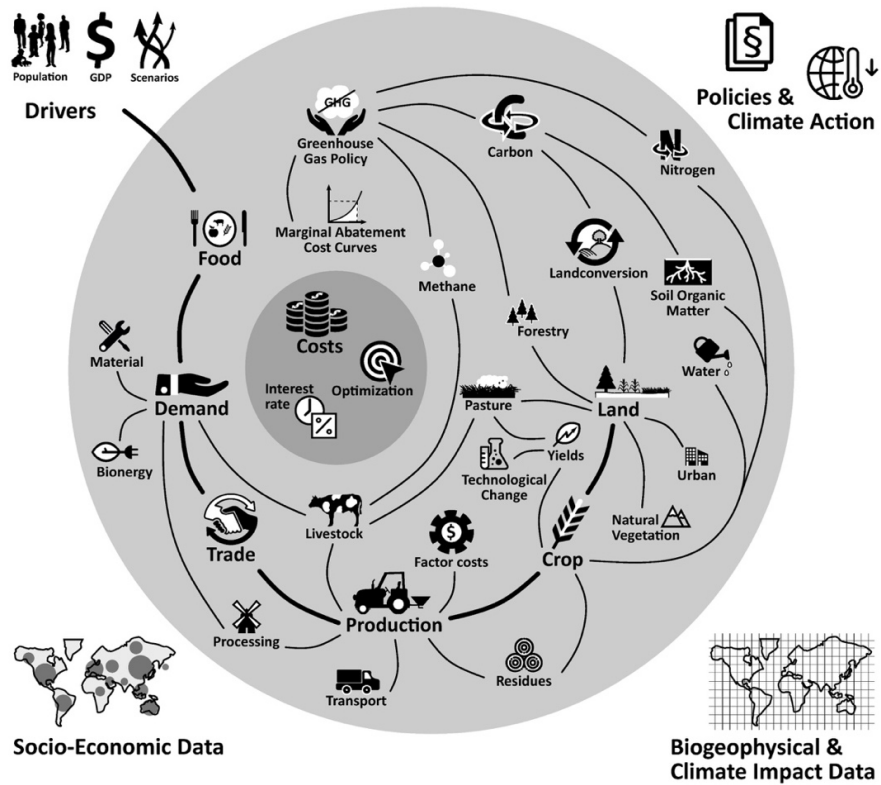 Population
GDP
Scenarios
Drivers
§
Policies &
Climate Action
GHG
Greenhouse
Gas Policy
Carbon
N
Nitrogen
Marginal Abatement
Cost Curves
Food
Methane
Landconversion
Soil Organic
Matter
Costs
Forestry
Material
Water
Optimization
Interest
rate
%
Pasture
Land
Demand
Yields
Bionergy
Technological
Change
Urban
Natural
Vegetation
Trade
Livestock
$
Factor costs
Crop
Processing
Production
Transport
Residues
Socio-Economic Data
Biogeophysical &
Climate Impact Data